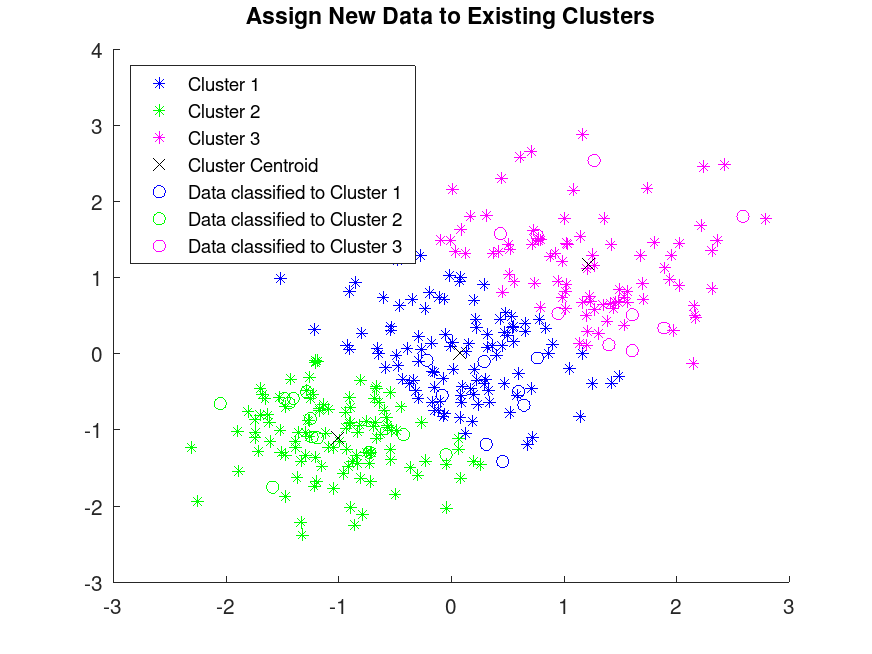 Assign New Data to Existing Clusters
4
3
2
1
0
-1
-2
-3
Cluster 1
Cluster 2
Cluster 3
Cluster Centroid
Data classified to Cluster 1
Data classified to Cluster 2
Data classified to Cluster 3
-3 -2 -1 0 1 2 3